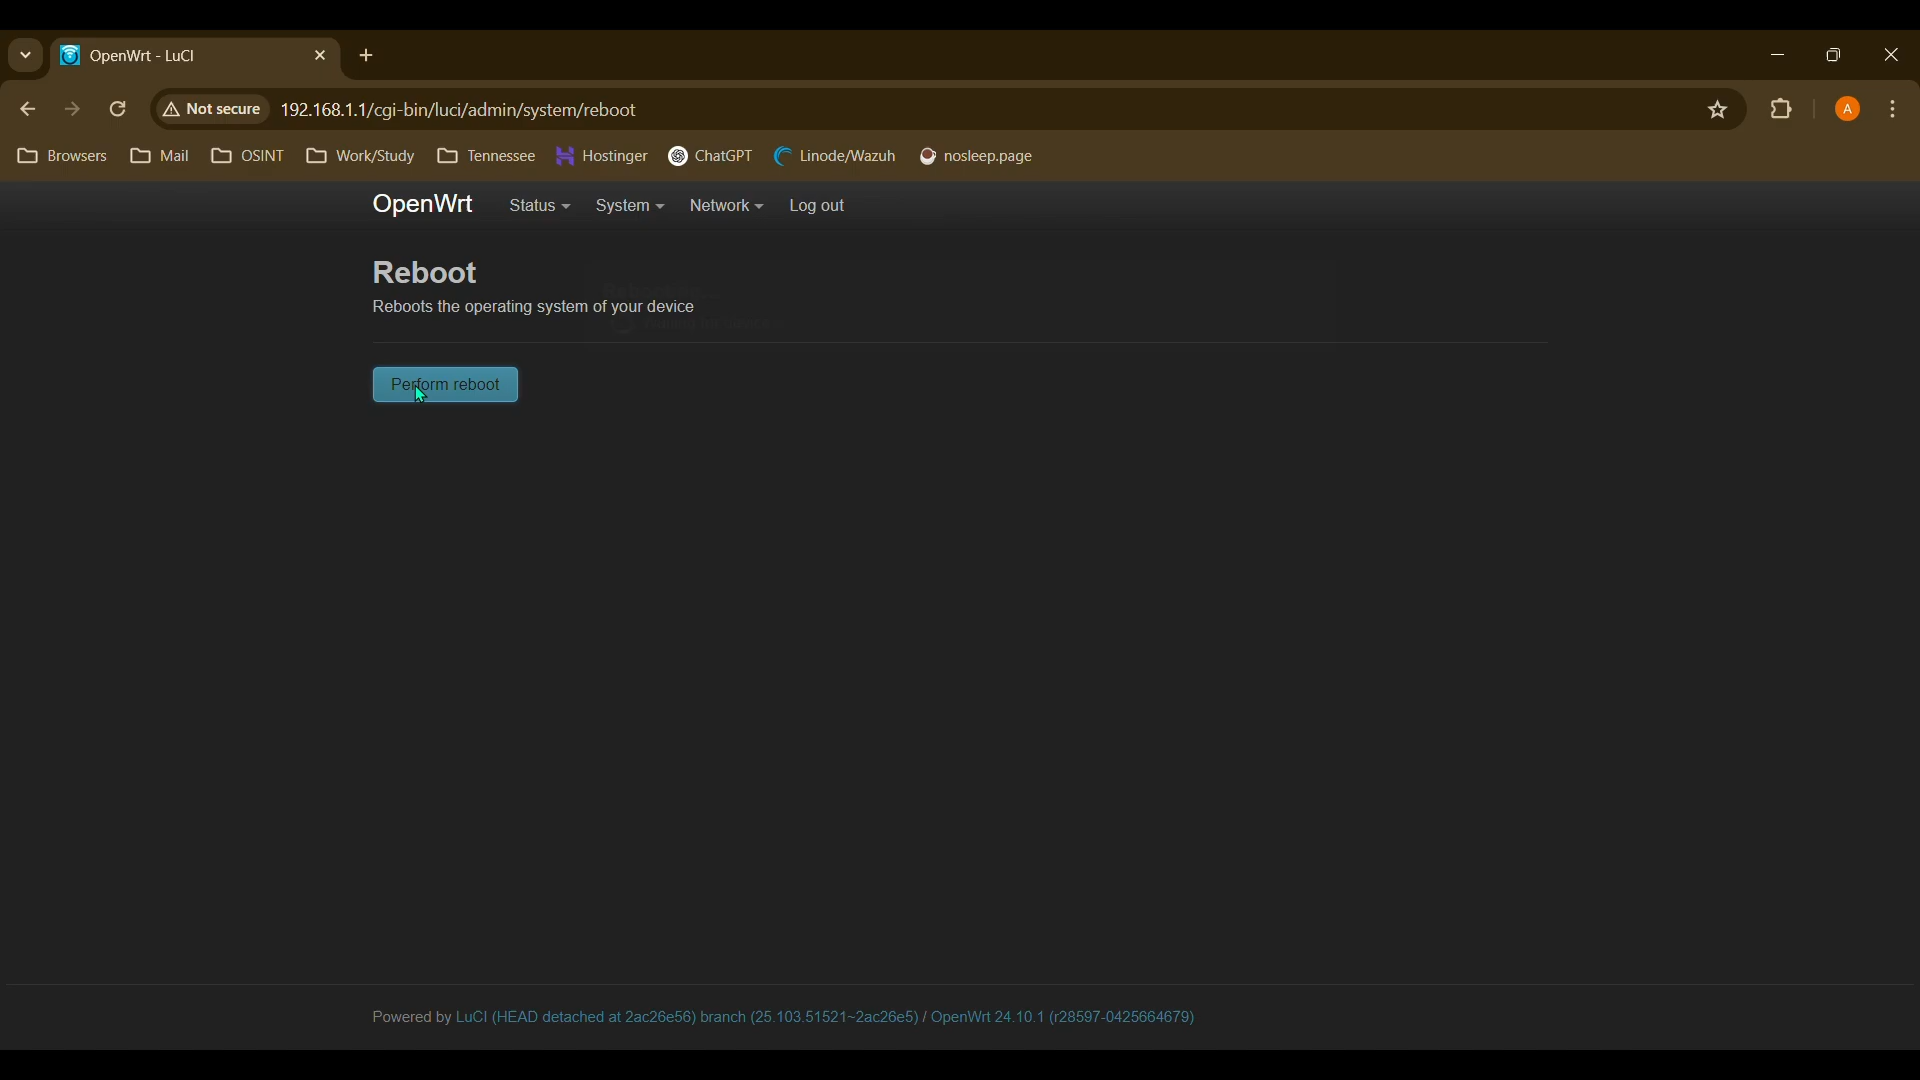 OpenWrt - LuCI
Not secure 192.168.1.1/cgi-bin/luci/admin/system/reboot A
Browsers Mail OSINT Work/Study Tennessee Hostinger ChatGPT Linode/Wazuh nosleep.page
OpenWrt Status System Network Log out
Reboot
Reboots the operating system of your device
Perform reboot
Powered by LuCI (HEAD detached at 2ac26e56) branch (25.103.51521~2ac26e5) / OpenWrt 24.10.1 (r28597-0425664679)